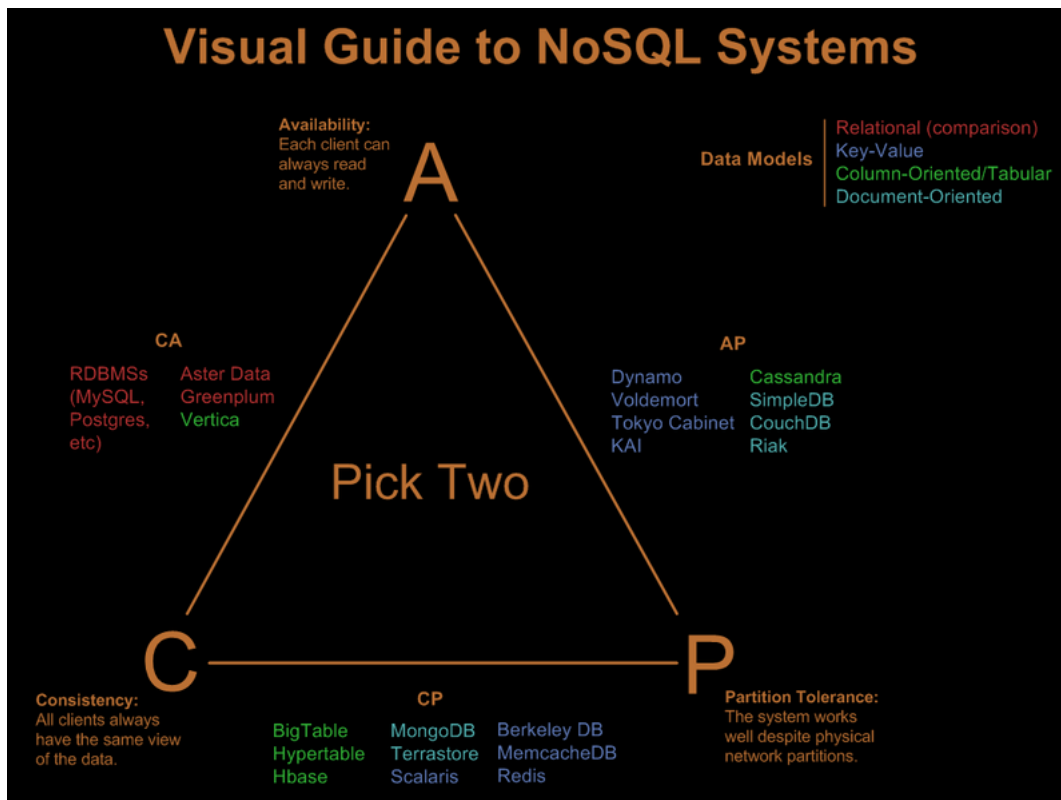 Visual Guide to NoSQL Systems
Availability:
Each client can
always read
and write.
A
Data Models
Relational (comparison)
Key-Value
Column-Oriented/Tabular
Document-Oriented
CA
RDBMSs
(MySQL,
Postgres,
etc)
Aster Data
Greenplum
Vertica
AP
Dynamo
Voldemort
Tokyo Cabinet
KAI
Cassandra
SimpleDB
CouchDB
Riak
Pick Two
C
P
Consistency:
All clients always
have the same view
of the data.
CP
BigTable
Hypertable
Hbase
MongoDB
Terrastore
Scalaris
Berkeley DB
MemcacheDB
Redis
Partition Tolerance:
The system works
well despite physical
network partitions.